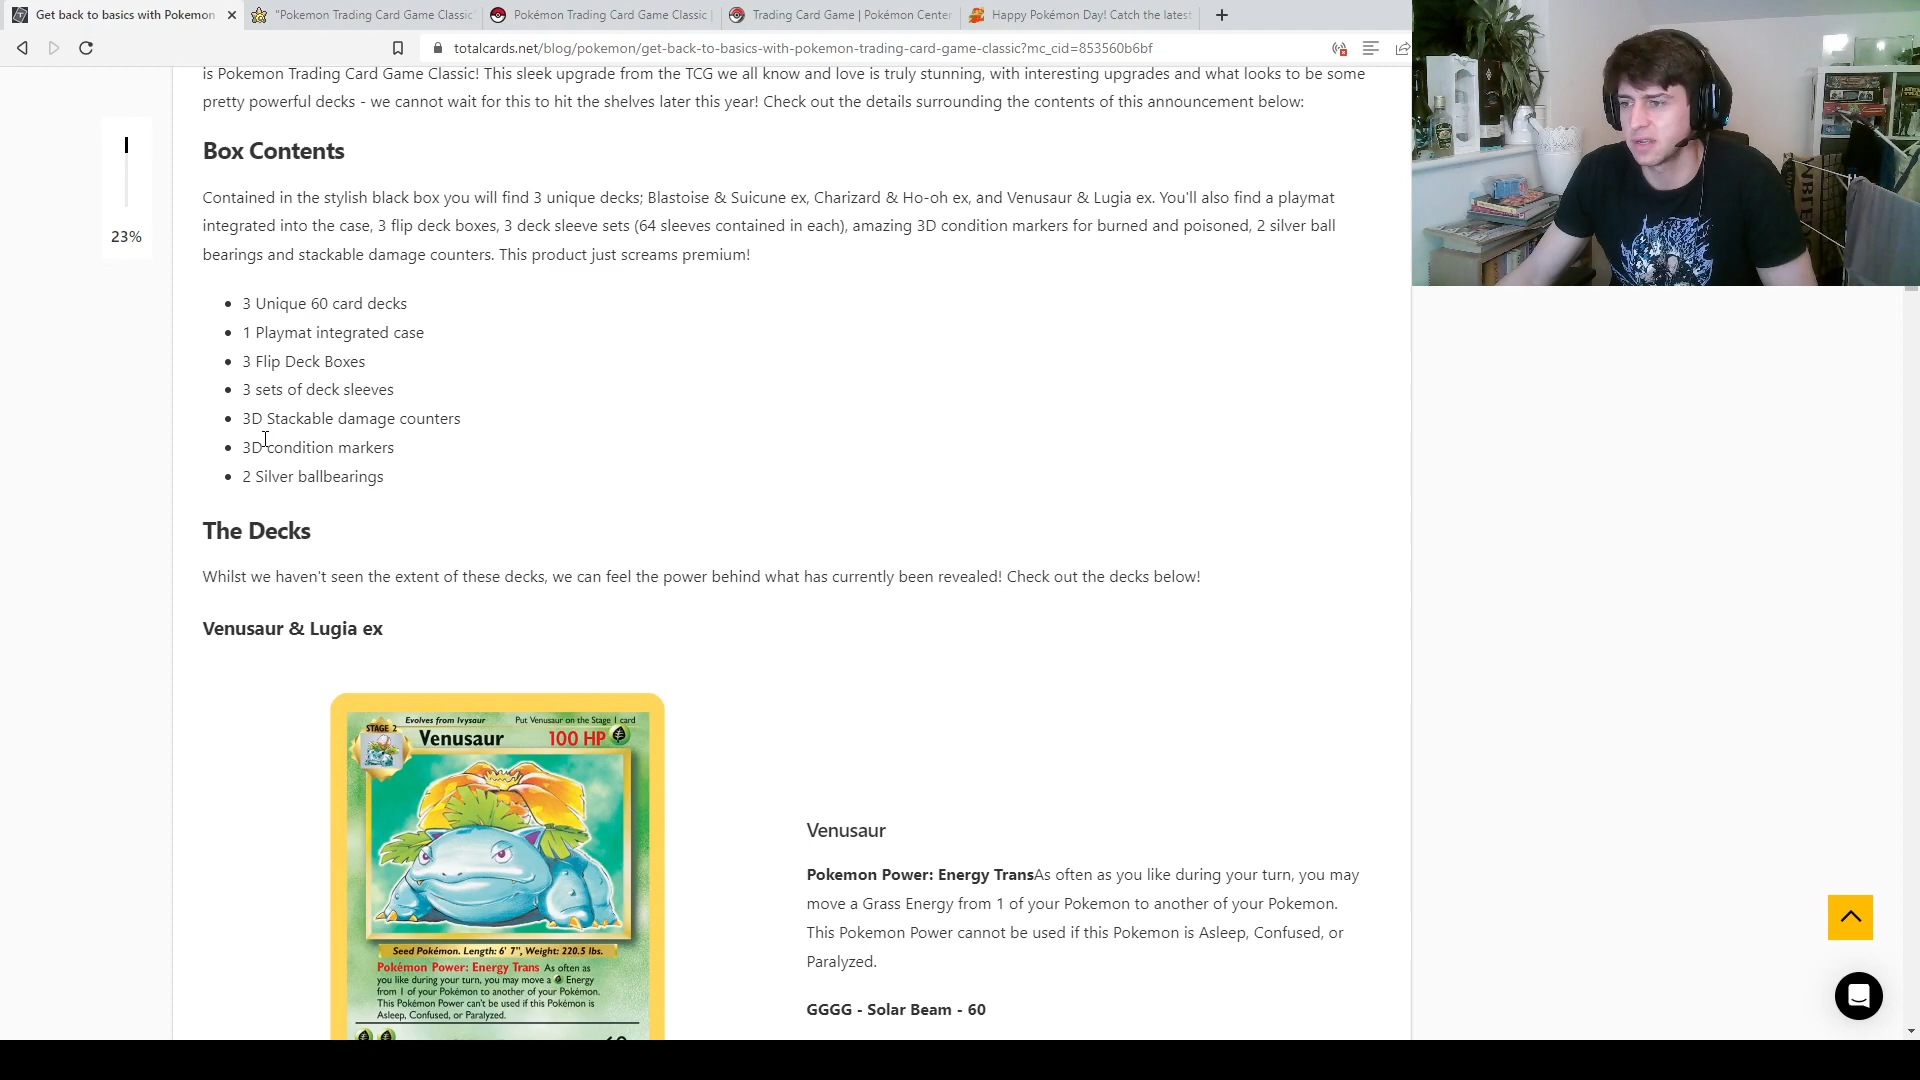 Get back to basics with Pokemon
"Pokemon Trading Card Game Classic"
Pokémon Trading Card Game Classic |
Trading Card Game | Pokémon Center
Happy Pokémon Day! Catch the latest
totalcards.net/blog/pokemon/get-back-to-basics-with-pokemon-trading-card-game-classic?mc_cid=853560b6bf
is Pokemon Trading Card Game Classic! This sleek upgrade from the TCG we all know and love is truly stunning, with interesting upgrades and what looks to be some
pretty powerful decks - we cannot wait for this to hit the shelves later this year! Check out the details surrounding the contents of this announcement below:
23%
Box Contents
Contained in the stylish black box you will find 3 unique decks; Blastoise & Suicune ex, Charizard & Ho-oh ex, and Venusaur & Lugia ex. You'll also find a playmat
integrated into the case, 3 flip deck boxes, 3 deck sleeve sets (64 sleeves contained in each), amazing 3D condition markers for burned and poisoned, 2 silver ball
bearings and stackable damage counters. This product just screams premium!
3 Unique 60 card decks
1 Playmat integrated case
3 Flip Deck Boxes
3 sets of deck sleeves
3D Stackable damage counters
3D condition markers
2 Silver ballbearings
The Decks
Whilst we haven't seen the extent of these decks, we can feel the power behind what has currently been revealed! Check out the decks below!
Venusaur & Lugia ex
Evolves from Ivysaur Put Venusaur on the Stage 1 card
STAGE 2
Venusaur 100 HP
Seed Pokémon. Length: 6' 7", Weight: 220.5 lbs.
Pokémon Power: Energy Trans As often as
you like during your turn, you may move a Energy
from 1 of your Pokémon to another of your Pokémon.
This Pokémon Power can't be used if this Pokémon is
Asleep, Confused, or Paralyzed.
Venusaur
Pokemon Power: Energy TransAs often as you like during your turn, you may
move a Grass Energy from 1 of your Pokemon to another of your Pokemon.
This Pokemon Power cannot be used if this Pokemon is Asleep, Confused, or
Paralyzed.
GGGG - Solar Beam - 60